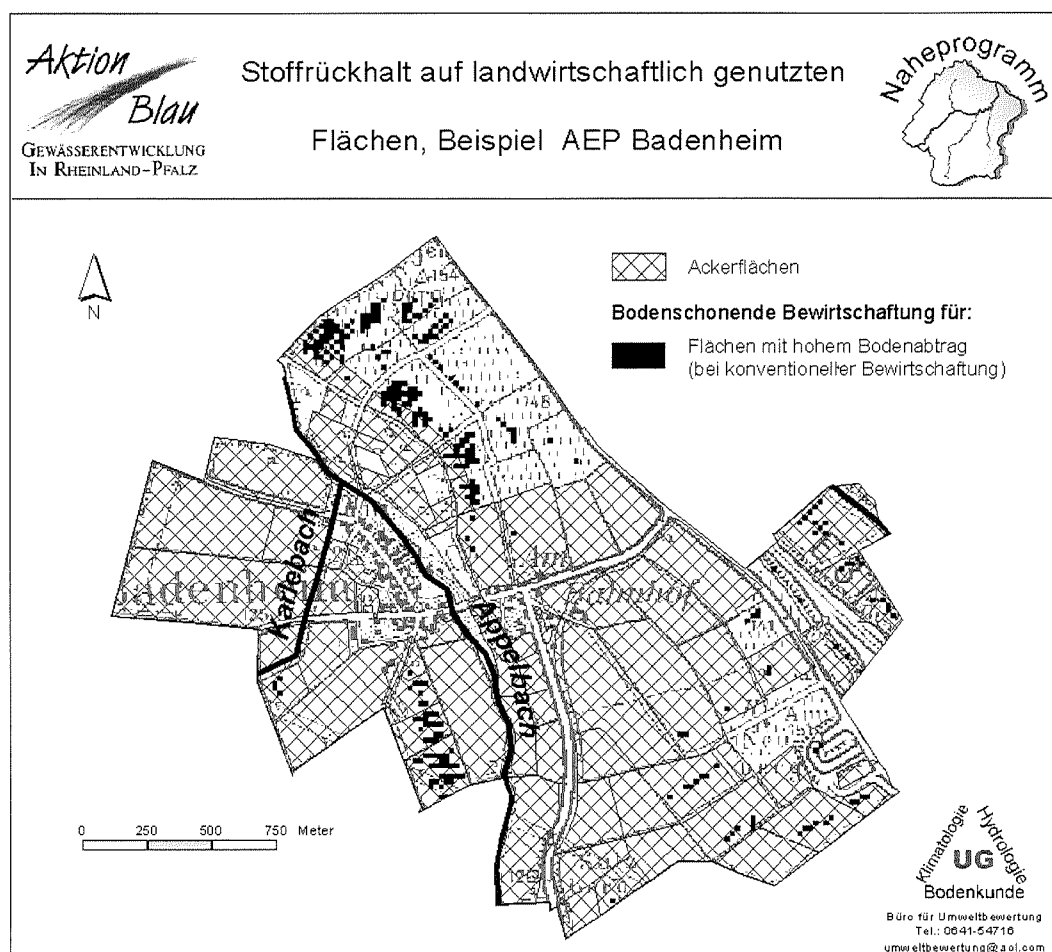 Aktion
Blau
GEWÄSSERENTWICKLUNG
IN RHEINLAND-PFALZ
Stoffrückhalt auf landwirtschaftlich genutzten
Flächen, Beispiel AEP Badenheim
Naheprogramm
N
Ackerflächen
Bodenschonende Bewirtschaftung für:
Flächen mit hohem Bodenabtrag
(bei konventioneller Bewirtschaftung)
Karlebach
Appelbach
0 250 500 750 Meter
Klimatologie
Hydrologie
UG
Bodenkunde
Büro für Umweltbewertung
Tel.: 0641-54716
umweltbewertung@aol.com